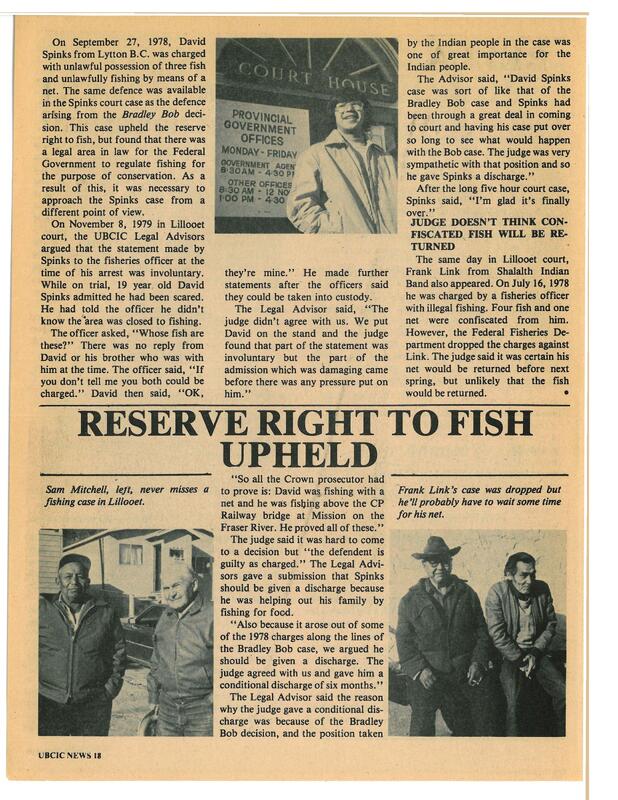 On September 27, 1978, David
Spinks from Lytton B.C. was charged
with unlawful possession of three fish
and unlawfully fishing by means of a
net. The same defence was available
in the Spinks court case as the defence
arising from the Bradley Bob deci-
sion. This case upheld the reserve
right to fish, but found that there was
a legal area in law for the Federal
Government to regulate fishing for
the purpose of conservation. As a
result of this, it was necessary to
approach the Spinks case from a
different point of view.
On November 8, 1979 in Lillooet
court, the UBCIC Legal Advisors
argued that the statement made by
Spinks to the fisheries officer at the
time of his arrest was involuntary.
While on trial, 19 year old David
Spinks admitted he had been scared.
He had told the officer he didn't
know the area was closed to fishing.
The officer asked, "Whose fish are
these?" There was no reply from
David or his brother who was with
him at the time. The officer said, "If
you don't tell me you both could be
charged." David then said, "OK,
COURT HOUSE
PROVINCIAL
GOVERNMENT
OFFICES
MONDAY - FRIDAY
GOVERNMENT AGENT
8:30 AM - 4:30 P
OTHER OFFICES
8:30 AM - 12 NO
1:00 PM - 4:30
they're mine." He made further
statements after the officers said
they could be taken into custody.
The Legal Advisor said, "The
judge didn't agree with us. We put
David on the stand and the judge
found that part of the statement was
involuntary but the part of the
admission which was damaging came
before there was any pressure put on
him."
by the Indian people in the case was
one of great importance for the
Indian people.
The Advisor said, "David Spinks
case was sort of like that of the
Bradley Bob case and Spinks had
been through a great deal in coming
to court and having his case put over
so long to see what would happen
with the Bob case. The judge was very
sympathetic with that position and so
he gave Spinks a discharge."
After the long five hour court case,
Spinks said, "I'm glad it's finally
over."
JUDGE DOESN'T THINK CON-
FISCATED FISH WILL BE RE-
TURNED
The same day in Lillooet court,
Frank Link from Shalalth Indian
Band also appeared. On July 16, 1978
he was charged by a fisheries officer
with illegal fishing. Four fish and one
net were confiscated from him.
However, the Federal Fisheries De-
partment dropped the charges against
Link. The judge said it was certain his
net would be returned before next
spring, but unlikely that the fish
would be returned. •
RESERVE RIGHT TO FISH
UPHELD
Sam Mitchell, left, never misses a
fishing case in Lillooet.
"So all the Crown prosecutor had
to prove is: David was fishing with a
net and he was fishing above the CP
Railway bridge at Mission on the
Fraser River. He proved all of these."
The judge said it was hard to come
to a decision but "the defendent is
guilty as charged." The Legal Advi-
sors gave a submission that Spinks
should be given a discharge because
he was helping out his family by
fishing for food.
"Also because it arose out of some
of the 1978 charges along the lines of
the Bradley Bob case, we argued he
should be given a discharge. The
judge agreed with us and gave him a
conditional discharge of six months."
The Legal Advisor said the reason
why the judge gave a conditional dis-
charge was because of the Bradley
Bob decision, and the position taken
Frank Link's case was dropped but
he'll probably have to wait some time
for his net.
UBCIC NEWS 18